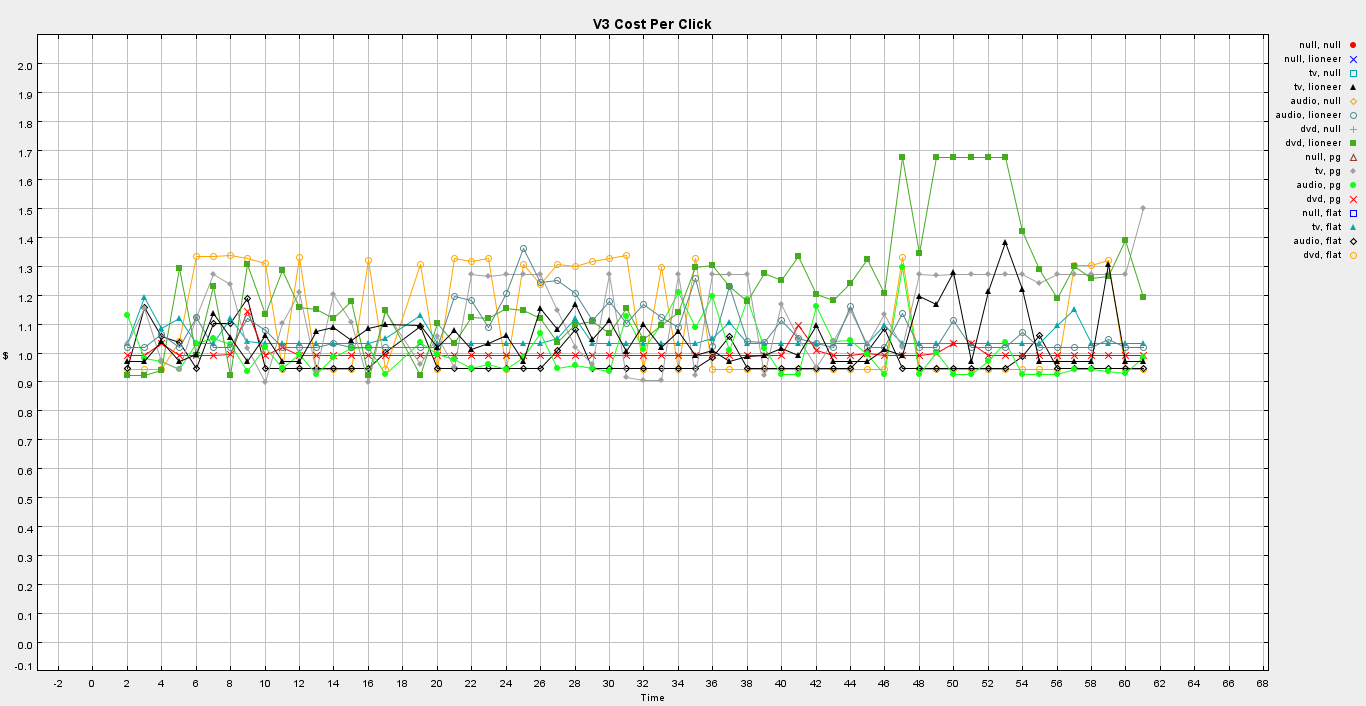 V3 Cost Per Click
null, null
null, lioneer
tv, null
tv, lioneer
audio, null
audio, lioneer
dvd, null
dvd, lioneer
null, pg
tv, pg
audio, pg
dvd, pg
null, flat
tv, flat
audio, flat
dvd, flat
2.0
1.9
1.8
1.7
1.6
1.5
1.4
1.3
1.2
1.1
$ 1.0
0.9
0.8
0.7
0.6
0.5
0.4
0.3
0.2
0.1
0.0
-0.1
-2 0 2 4 6 8 10 12 14 16 18 20 22 24 26 28 30 32 34 36 38 40 42 44 46 48 50 52 54 56 58 60 62 64 66 68
Time